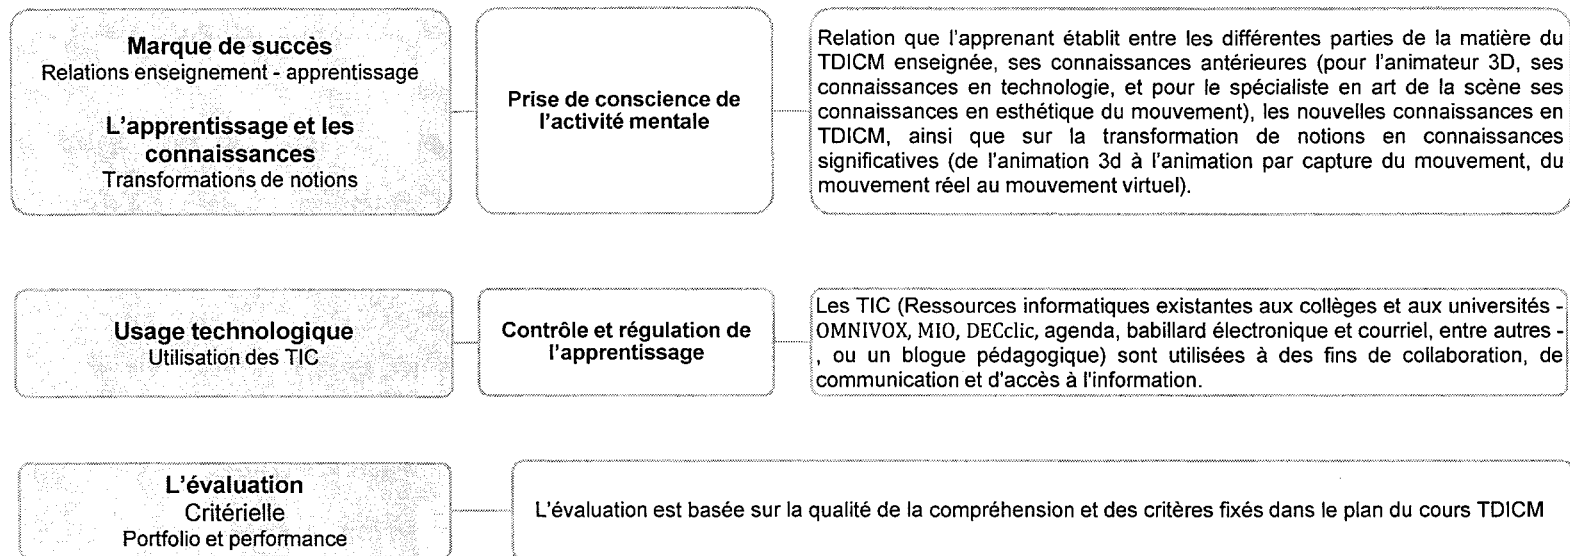 Marque de succès
Relations enseignement - apprentissage
L'apprentissage et les
connaissances
Transformations de notions
Prise de conscience de
l'activité mentale
Relation que l'apprenant établit entre les différentes parties de la matière du
TDICM enseignée, ses connaissances antérieures (pour l'animateur 3D, ses
connaissances en technologie, et pour le spécialiste en art de la scène ses
connaissances en esthétique du mouvement), les nouvelles connaissances en
TDICM, ainsi que sur la transformation de notions en connaissances
significatives (de l'animation 3d à l'animation par capture du mouvement, du
mouvement réel au mouvement virtuel).
Usage technologique
Utilisation des TIC
Contrôle et régulation de
l'apprentissage
Les TIC (Ressources informatiques existantes aux collèges et aux universités -
OMNIVOX, MIO, DECclic, agenda, babillard électronique et courriel, entre autres -
, ou un blogue pédagogique) sont utilisées à des fins de collaboration, de
communication et d'accès à l'information.
L'évaluation
Critérielle
Portfolio et performance
L'évaluation est basée sur la qualité de la compréhension et des critères fixés dans le plan du cours TDICM